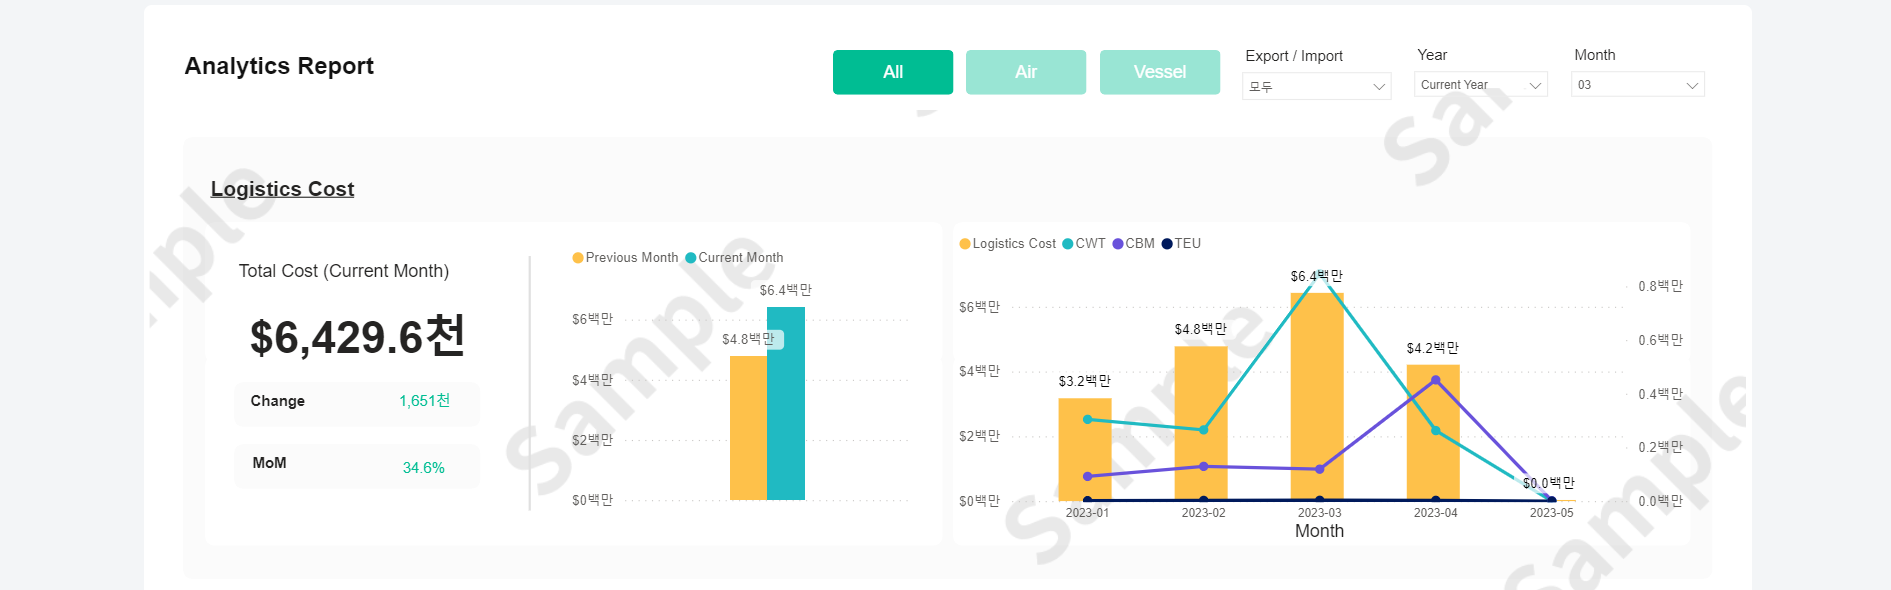 Analytics Report
All
Air
Vessel
Export / Import
모두
Year
Current Year
Month
03
Logistics Cost
Total Cost (Current Month)
$6,429.6천
Change
1,651천
MoM
34.6%
Previous Month
Current Month
$6.4백만
$6백만
$4.8백만
$4백만
$2백만
$0백만
Logistics Cost
CWT
CBM
TEU
$6.4백만
0.8백만
$6백만
$4.8백만
0.6백만
$4.2백만
$4백만
$3.2백만
0.4백만
$2백만
0.2백만
$0.0백만
$0백만
0.0백만
2023-01
2023-02
2023-03
2023-04
2023-05
Month
Sample
Sample
Sample
Sample